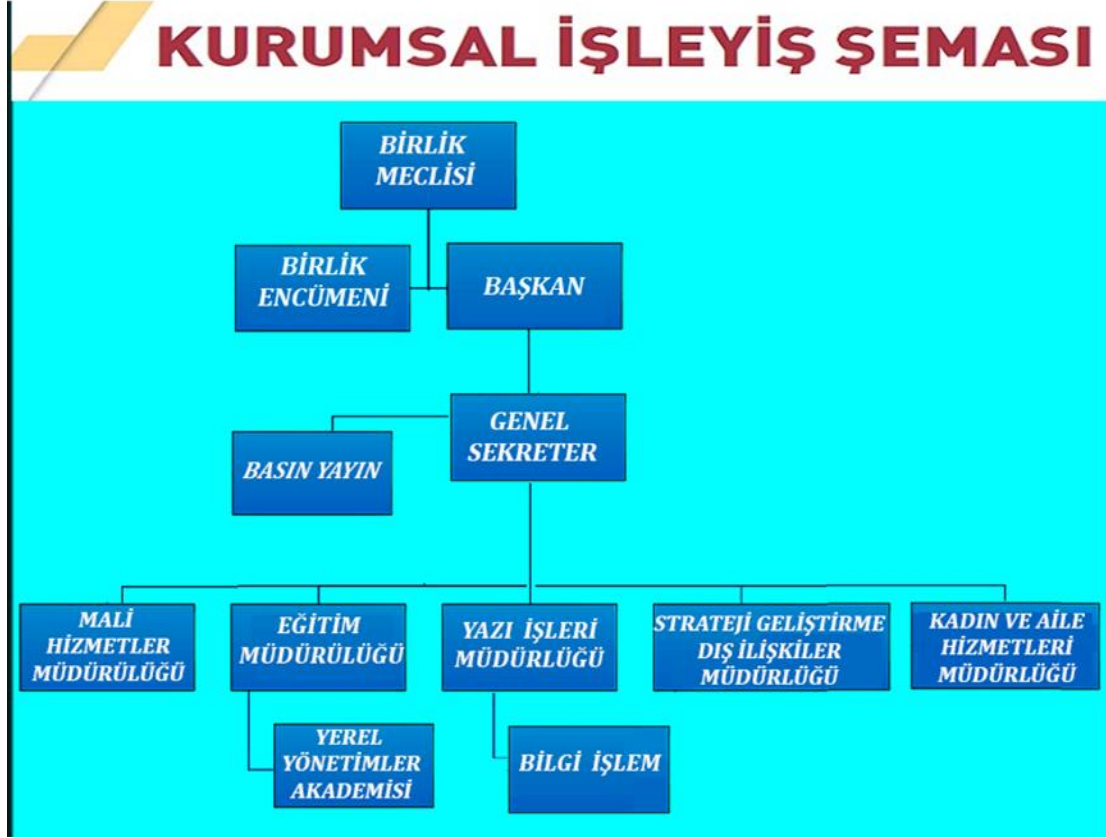 KURUMSAL İŞLEYİŞ ŞEMASI
BİRLİK
MECLİSİ
BİRLİK
ENCÜMENİ
BAŞKAN
GENEL
SEKRETER
BASIN YAYIN
MALİ
HİZMETLER
MÜDÜRÜLÜĞÜ
EĞİTİM
MÜDÜRÜLÜĞÜ
YAZI İŞLERİ
MÜDÜRLÜĞÜ
STRATEJİ GELİŞTİRME
DIŞ İLİŞKİLER
MÜDÜRLÜĞÜ
KADIN VE AİLE
HİZMETLERİ
MÜDÜRLÜĞÜ
YEREL
YÖNETİMLER
AKADEMİSİ
BİLGİ İŞLEM